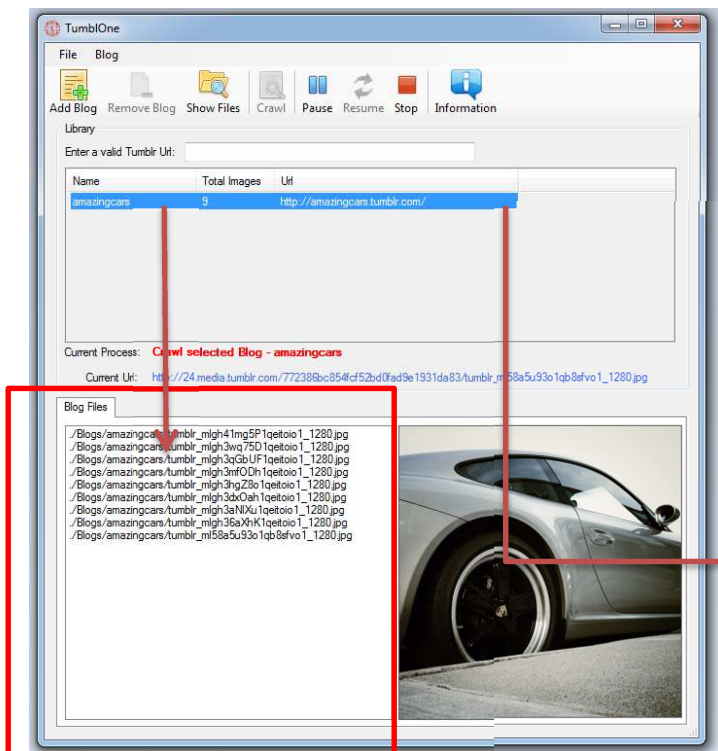 TumblOne
File Blog
Add Blog Remove Blog Show Files Crawl Pause Resume Stop Information
Library
Enter a valid Tumblr Url:
Name Total Images Url
amazingcars 9 http://amazingcars.tumblr.com/
Current Process: Crawl selected Blog - amazingcars
Current Url: http://24.media.tumblr.com/772386bc854fcf52bd0fad9e1931da83/tumblr_ml58a5u93o1qb8sfvo1_1280.jpg
Blog Files
./Blogs/amazingcars/tumblr_mlgh41mg5P1qeitoio1_1280.jpg
./Blogs/amazingcars/tumblr_mlgh3wq75D1qeitoio1_1280.jpg
./Blogs/amazingcars/tumblr_mlgh3qGbUF1qeitoio1_1280.jpg
./Blogs/amazingcars/tumblr_mlgh3mfODh1qeitoio1_1280.jpg
./Blogs/amazingcars/tumblr_mlgh3hgZ8o1qeitoio1_1280.jpg
./Blogs/amazingcars/tumblr_mlgh3dxOah1qeitoio1_1280.jpg
./Blogs/amazingcars/tumblr_mlgh3aNlXu1qeitoio1_1280.jpg
./Blogs/amazingcars/tumblr_mlgh36aXhK1qeitoio1_1280.jpg
./Blogs/amazingcars/tumblr_ml58a5u93o1qb8sfvo1_1280.jpg